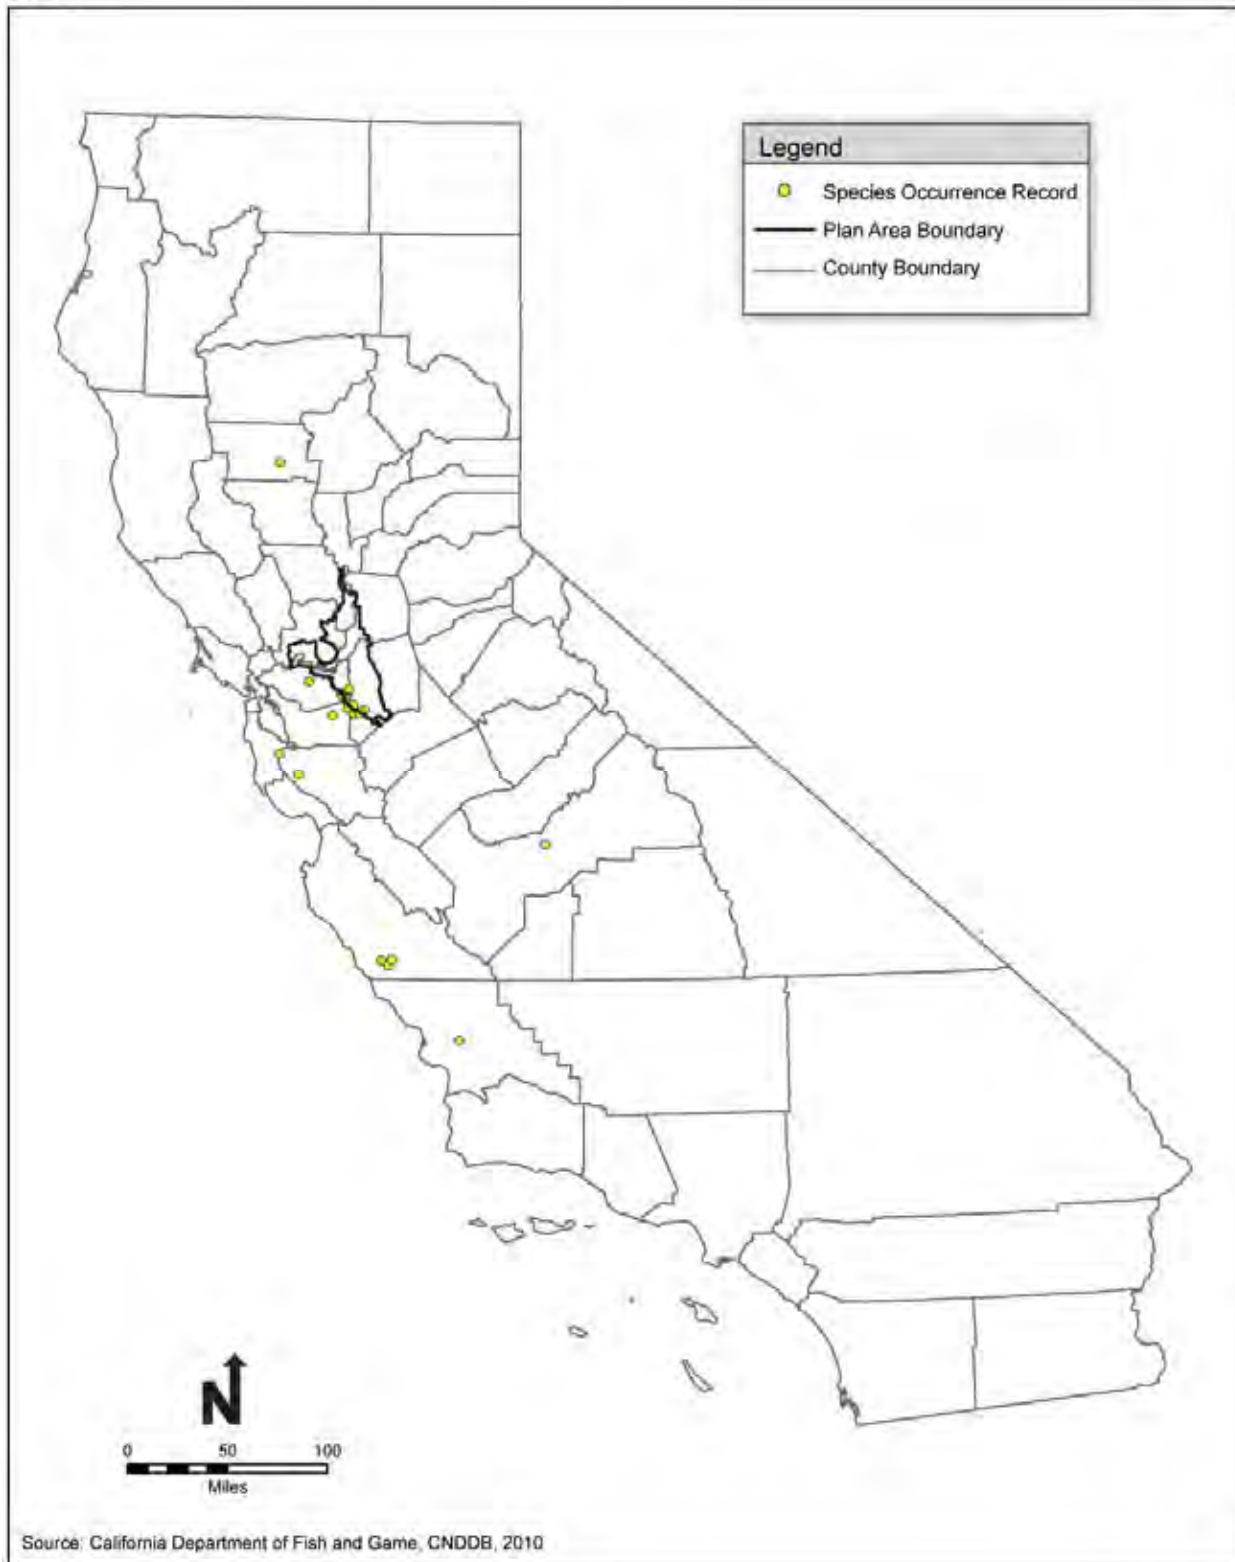 Legend
Species Occurrence Record
Plan Area Boundary
County Boundary
N
0 50 100
Miles
Source: California Department of Fish and Game, CNDDB, 2010